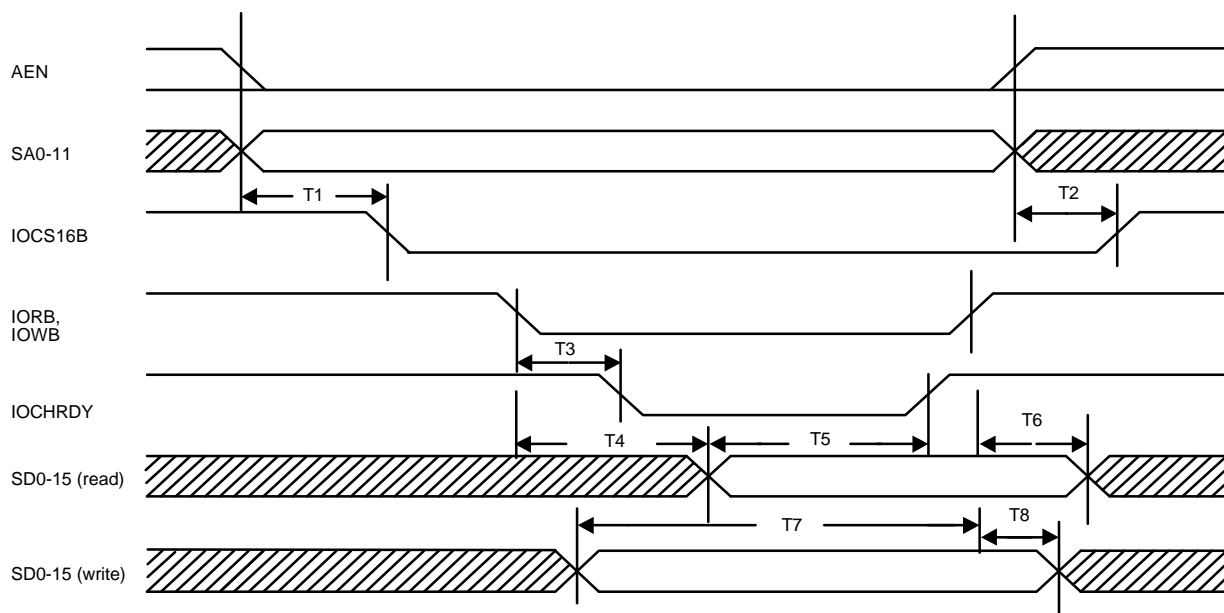 AEN
SA0-11
T1
T2
IOCS16B
IORB,
IOWB
T3
IOCHRDY
T4
T5
T6
SD0-15 (read)
T7
T8
SD0-15 (write)